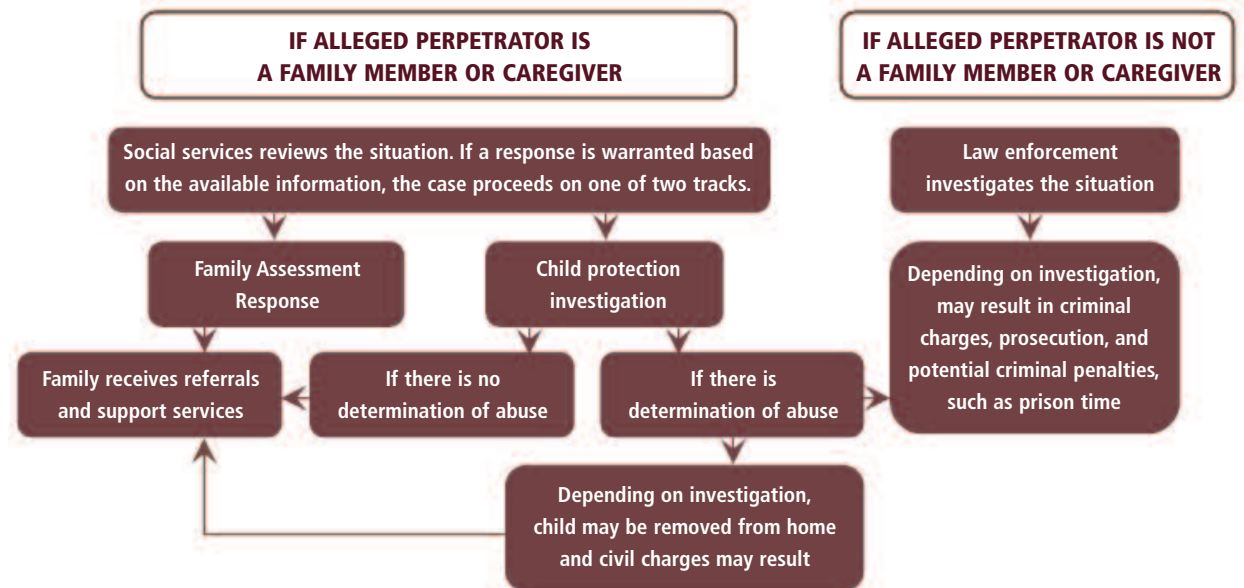 IF ALLEGED PERPETRATOR IS
A FAMILY MEMBER OR CAREGIVER
IF ALLEGED PERPETRATOR IS NOT
A FAMILY MEMBER OR CAREGIVER
Social services reviews the situation. If a response is warranted based
on the available information, the case proceeds on one of two tracks.
Law enforcement
investigates the situation
Family Assessment
Response
Child protection
investigation
Depending on investigation,
may result in criminal
charges, prosecution, and
potential criminal penalties,
such as prison time
Family receives referrals
and support services
If there is no
determination of abuse
If there is
determination of abuse
Depending on investigation,
child may be removed from home
and civil charges may result